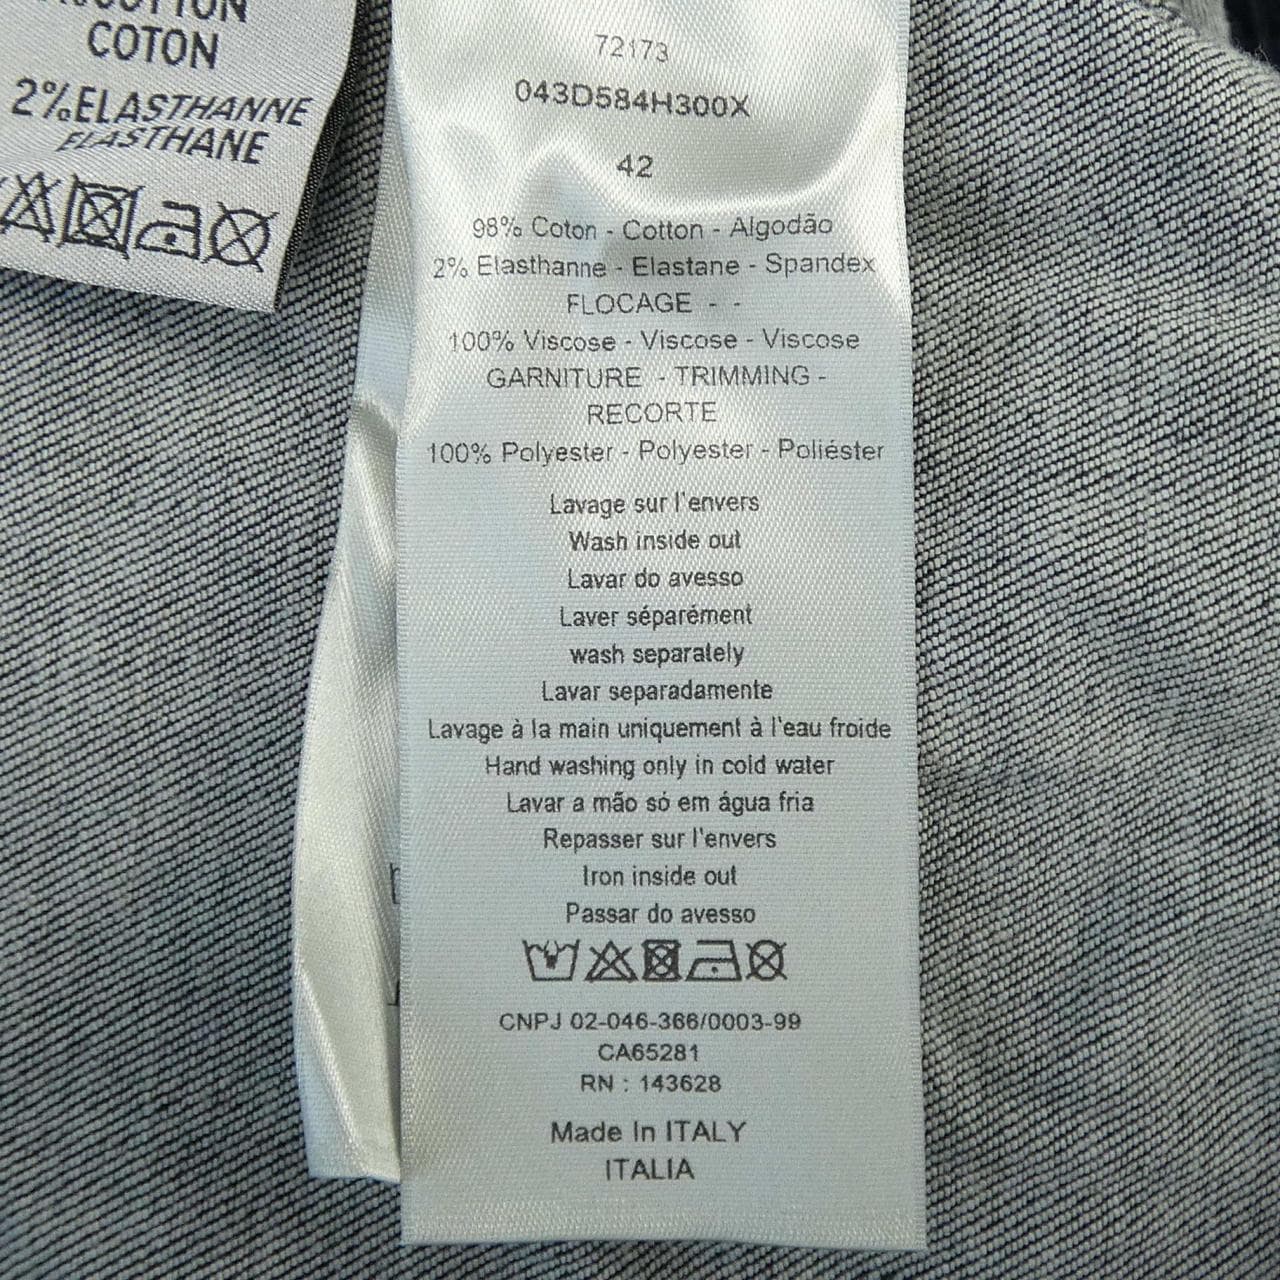 COTON
2%ELASTHANNE
ELASTHANE
72173
043D584H300X
42
98% Coton - Cotton - Algodão
2% Elasthanne - Elastane - Spandex
FLOCAGE - -
100% Viscose - Viscose - Viscose
GARNITURE - TRIMMING -
RECORTE
100% Polyester - Polyester - Poliéster
Lavage sur l'envers
Wash inside out
Lavar do avesso
Laver séparément
wash separately
Lavar separadamente
Lavage à la main uniquement à l'eau froide
Hand washing only in cold water
Lavar a mão só em água fria
Repasser sur l'envers
Iron inside out
Passar do avesso
CNPJ 02-046-366/0003-99
CA65281
RN : 143628
Made In ITALY
ITALIA